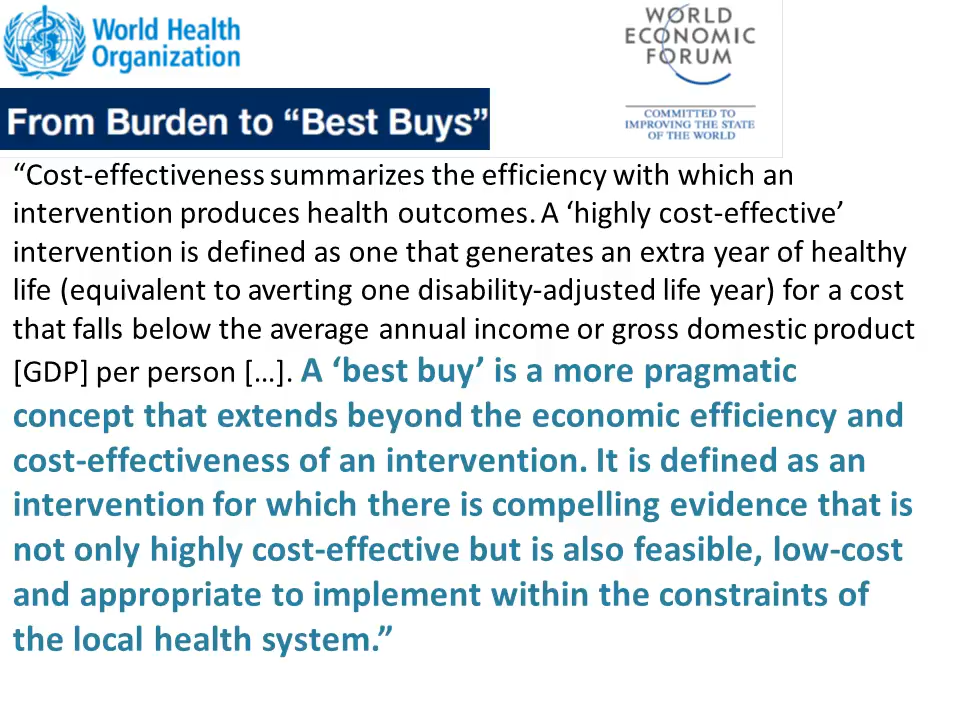 World Health
Organization
WORLD
ECONOMIC
FORUM
COMMITTED TO
IMPROVING THE STATE
OF THE WORLD
From Burden to “Best Buys”
“Cost-effectiveness summarizes the efficiency with which an
intervention produces health outcomes. A ‘highly cost-effective’
intervention is defined as one that generates an extra year of healthy
life (equivalent to averting one disability-adjusted life year) for a cost
that falls below the average annual income or gross domestic product
[GDP] per person [...]. A ‘best buy’ is a more pragmatic
concept that extends beyond the economic efficiency and
cost-effectiveness of an intervention. It is defined as an
intervention for which there is compelling evidence that is
not only highly cost-effective but is also feasible, low-cost
and appropriate to implement within the constraints of
the local health system.”